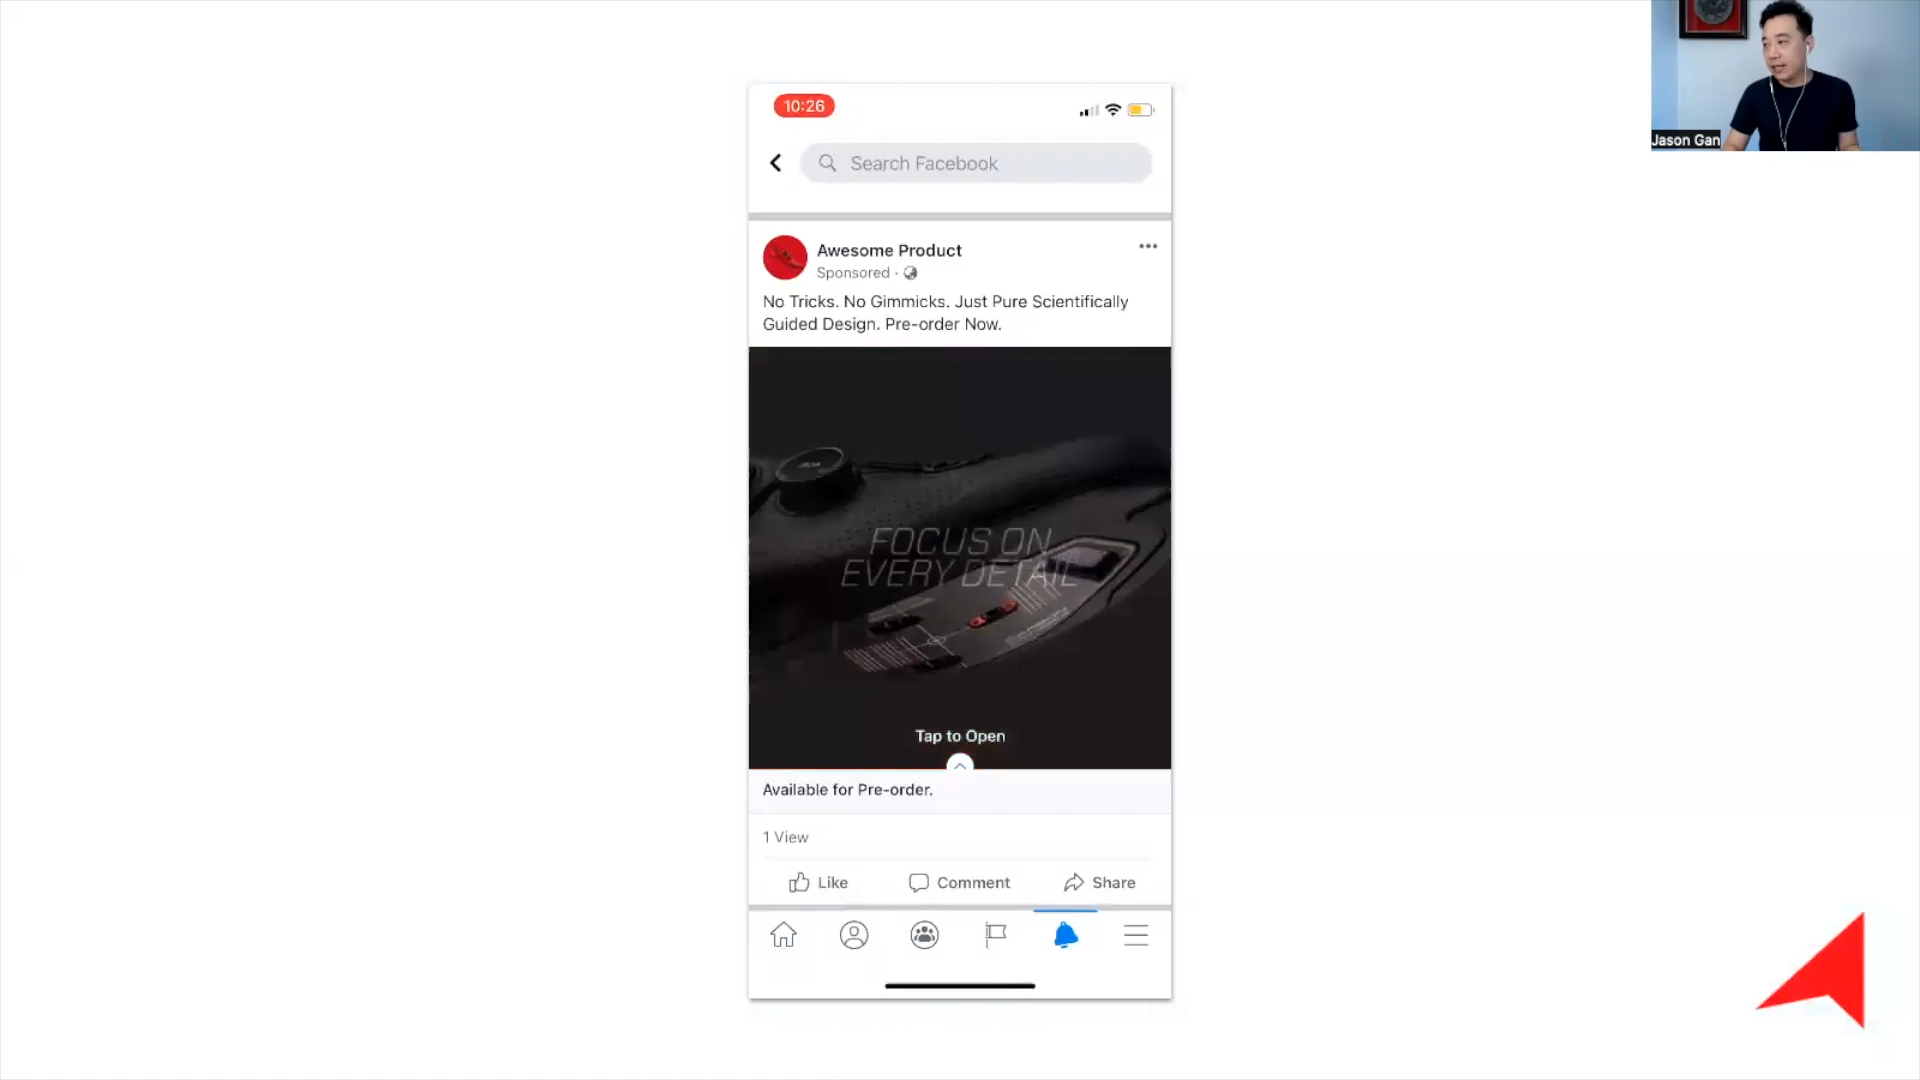 Jason Gan
10:26
Search Facebook
Awesome Product
Sponsored ·
No Tricks. No Gimmicks. Just Pure Scientifically
Guided Design. Pre-order Now.
FOCUS ON
EVERY DETAIL
Tap to Open
Available for Pre-order.
1 View
Like
Comment
Share